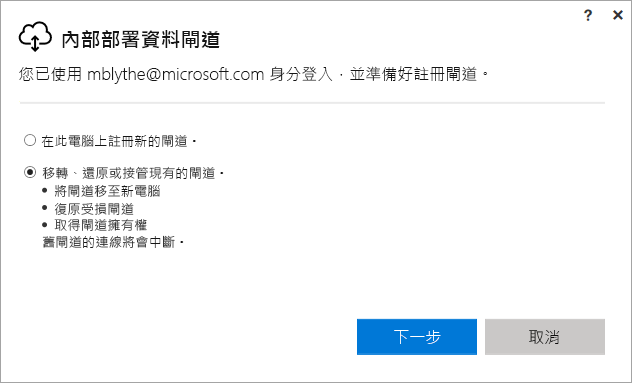 ? ×
內部部署資料閘道
您已使用 mblythe@microsoft.com 身分登入，並準備好註冊閘道。
在此電腦上註冊新的閘道。
移轉、還原或接管現有的閘道。
• 將閘道移至新電腦
• 復原受損閘道
• 取得閘道擁有權
舊閘道的連線將會中斷。
下一步 取消